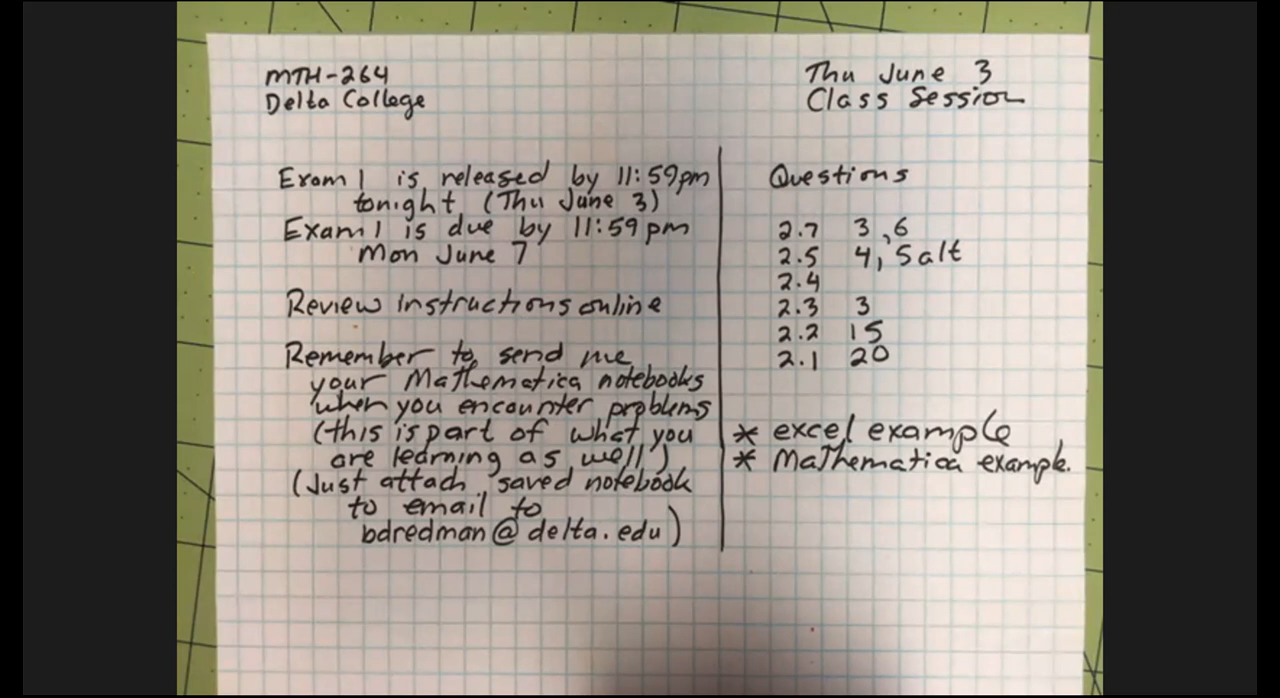 MTH-264
Delta College
Thu June 3
Class Session
Exam 1 is released by 11:59pm
tonight (Thu June 3)
Exam 1 is due by 11:59pm
Mon June 7
Review instructions online
Remember to send me
your Mathematica notebooks
when you encounter problems
(this is part of what you
are learning as well)
(Just attach saved notebook
to email to
bdredman@delta.edu)
Questions
2.7 3,6
2.5 4, Salt
2.4
2.3 3
2.2 15
2.1 20
* excel example
* Mathematica example.